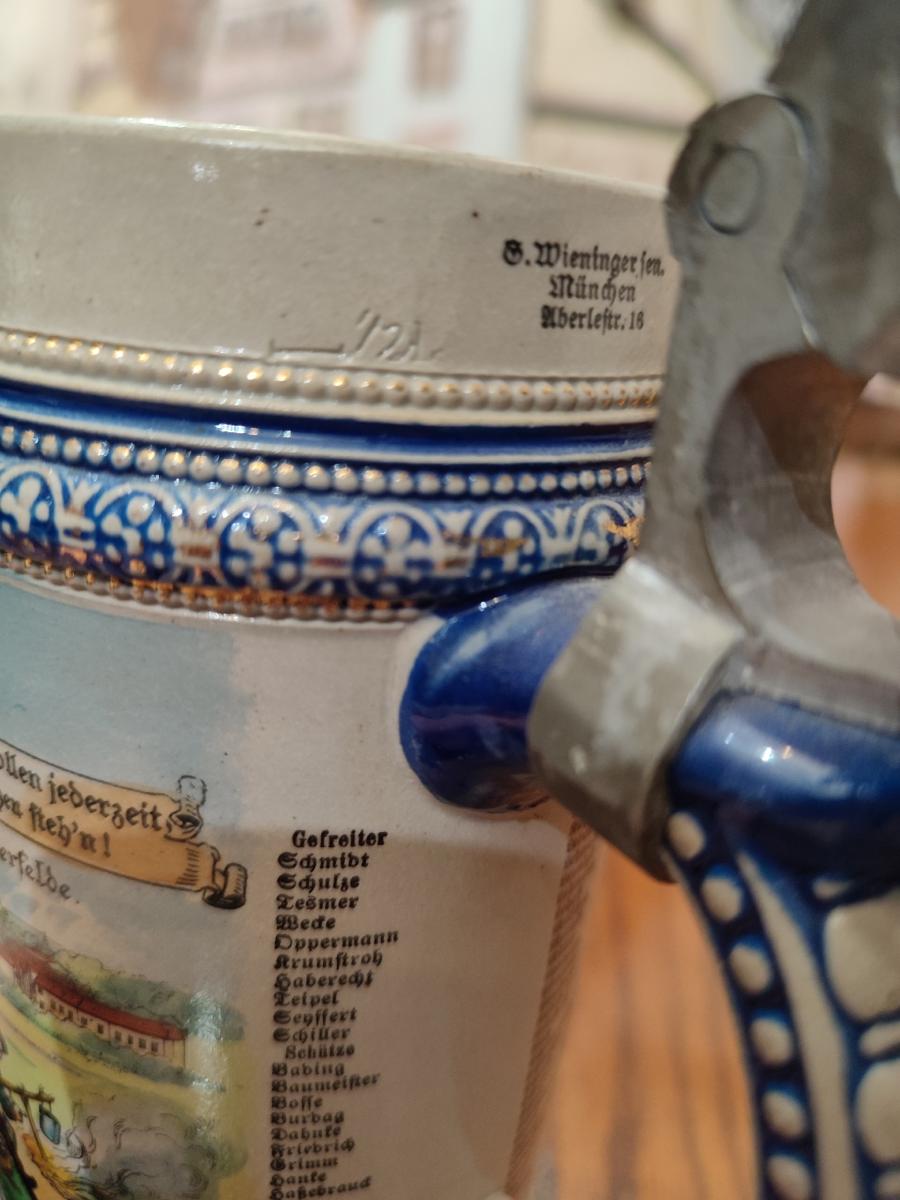 S. Wieninger sen.
München
Aberlestr. 18
1/2 l.
ollen jederzeit,
en steh'n!
erfelde.
Gefreiter
Schmidt
Schulze
Tesmer
Wecke
Oppermann
Krumstroh
Haberecht
Teipel
Seyffert
Schiller
Schütze
Babing
Baumeister
Bosse
Burbag
Dahnke
Friedrich
Grimm
Hanke
Haßebrauck